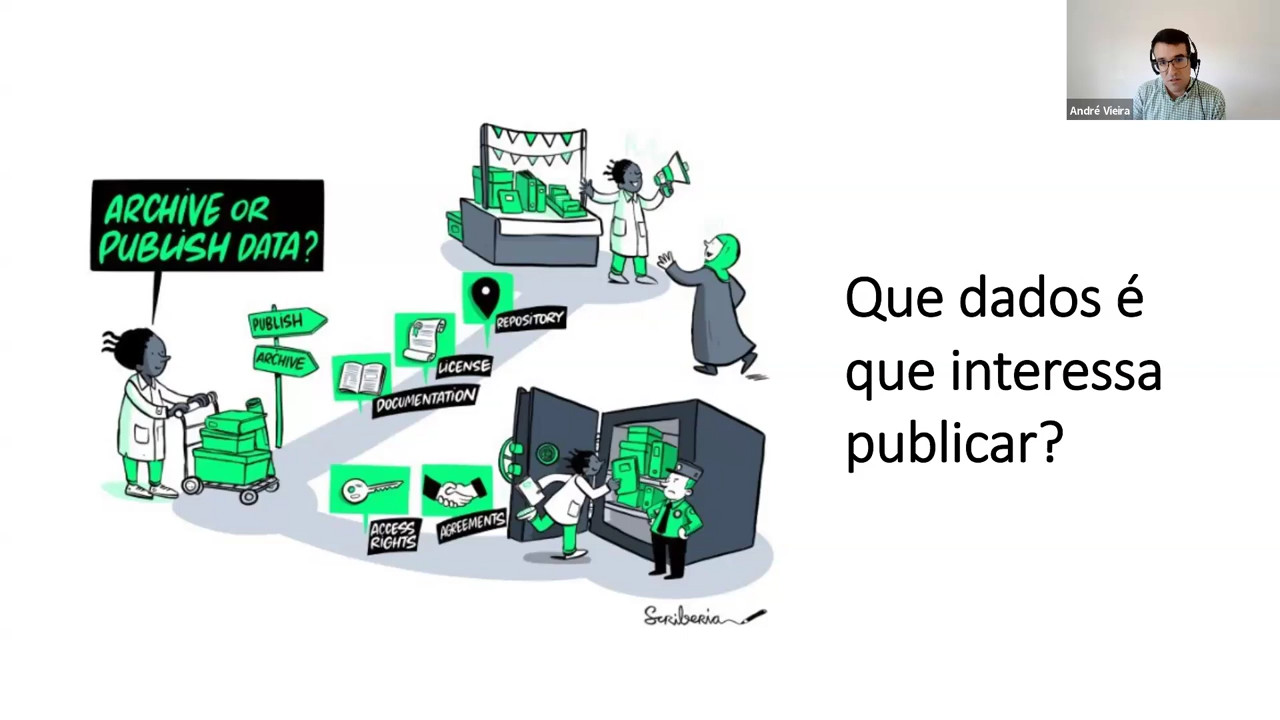 André Vieira
ARCHIVE OR
PUBLISH DATA?
PUBLISH
ARCHIVE
REPOSITORY
LICENSE
DOCUMENTATION
ACCESS
RIGHTS
AGREEMENTS
Scriberia
Que dados é
que interessa
publicar?